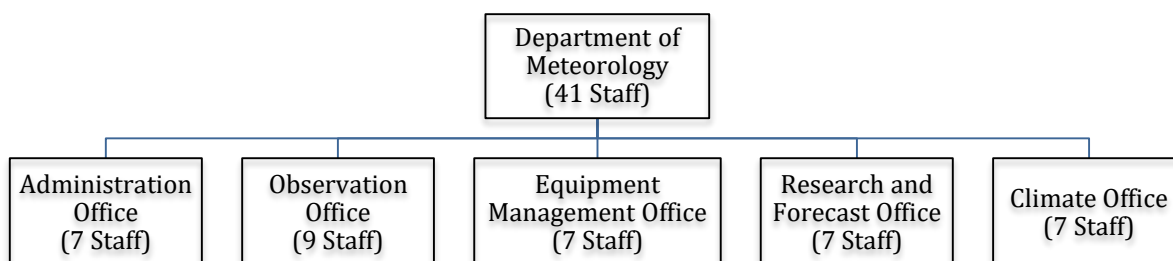 Department of
Meteorology
(41 Staff)
Administration
Office
(7 Staff)
Observation
Office
(9 Staff)
Equipment
Management Office
(7 Staff)
Research and
Forecast Office
(7 Staff)
Climate Office
(7 Staff)